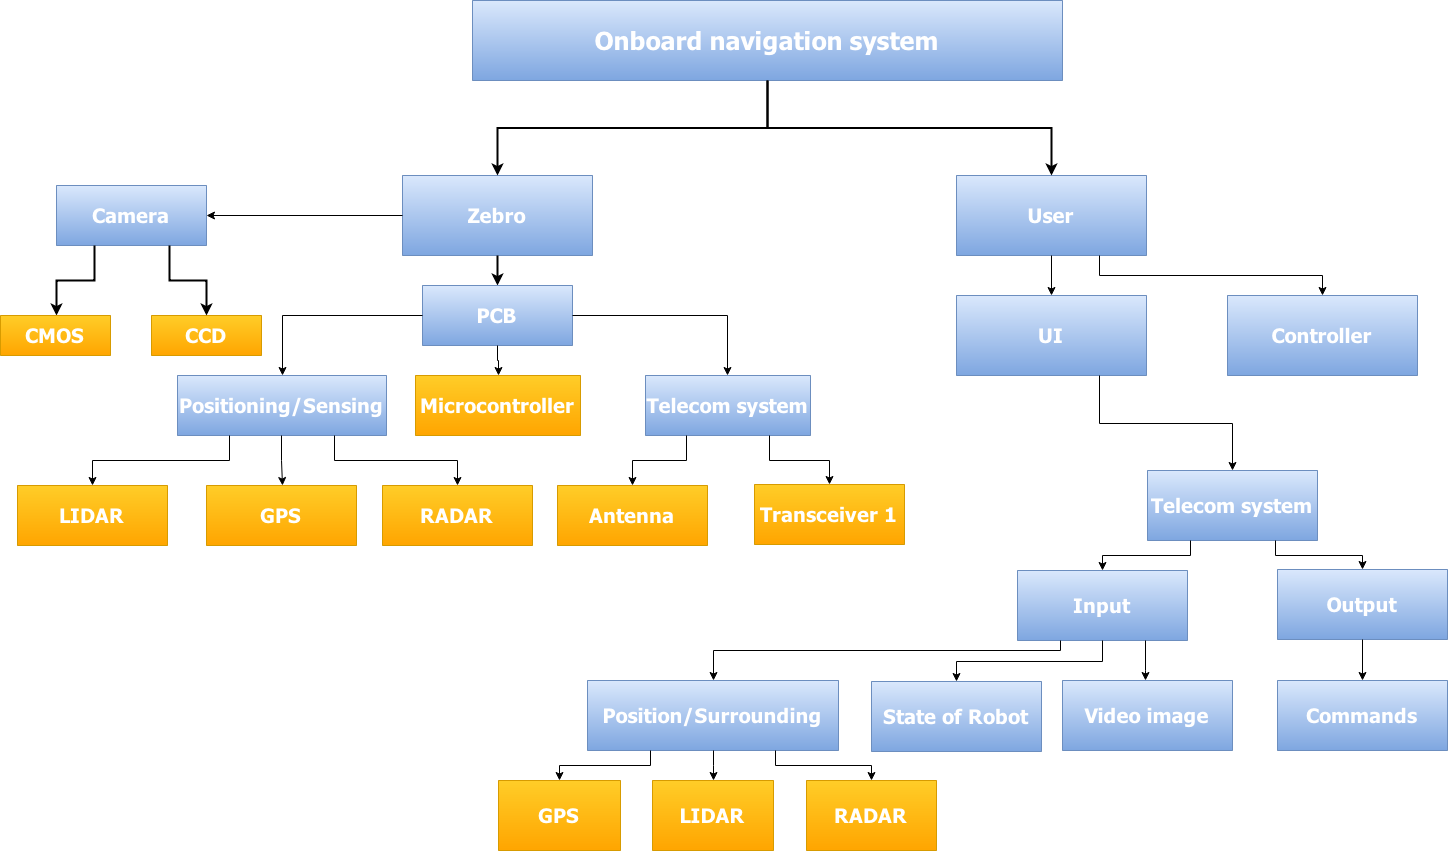 Onboard navigation system
Camera
Zebro
User
CMOS
CCD
PCB
UI
Controller
Positioning/Sensing
Microcontroller
Telecom system
LIDAR
GPS
RADAR
Antenna
Transceiver 1
Telecom system
Input
Output
Position/Surrounding
State of Robot
Video image
Commands
GPS
LIDAR
RADAR